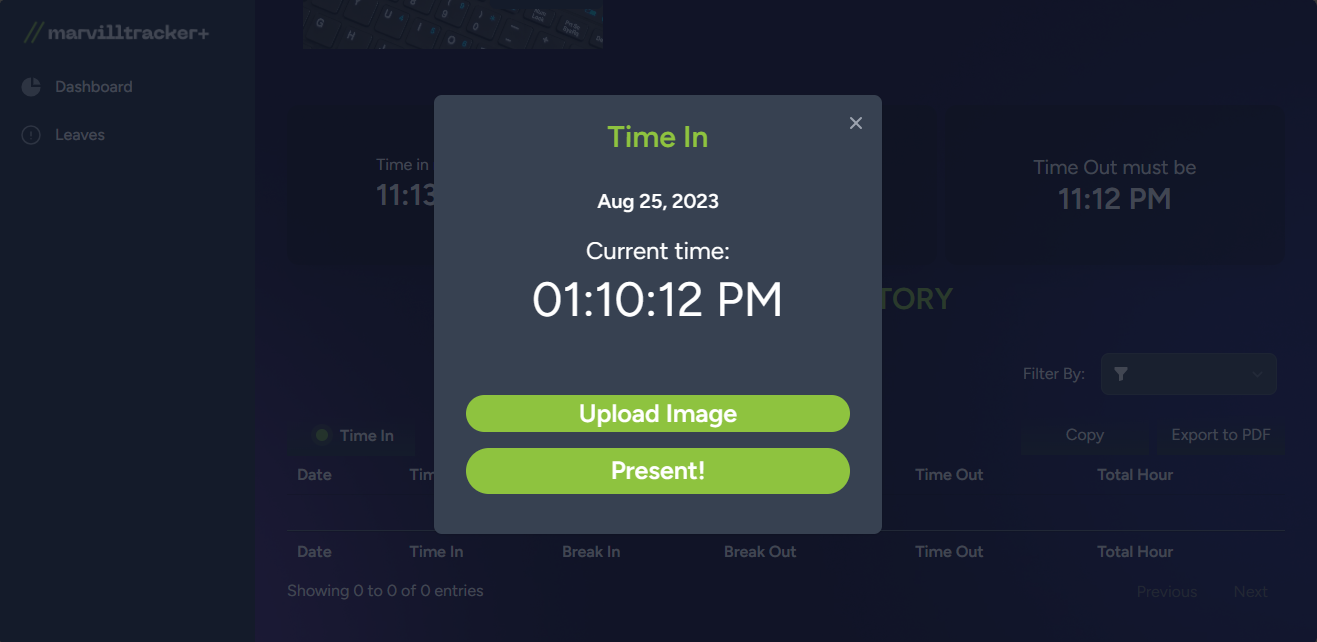 marvilltracker+
Dashboard
Leaves
Time In
Aug 25, 2023
Current time:
01:10:12 PM
Upload Image
Present!
Time in
11:13
Time Out must be
11:12 PM
TORY
Filter By:
Time In
Copy
Export to PDF
Date Tim Time Out Total Hour
Date Time In Break In Break Out Time Out Total Hour
Showing 0 to 0 of 0 entries
Previous Next